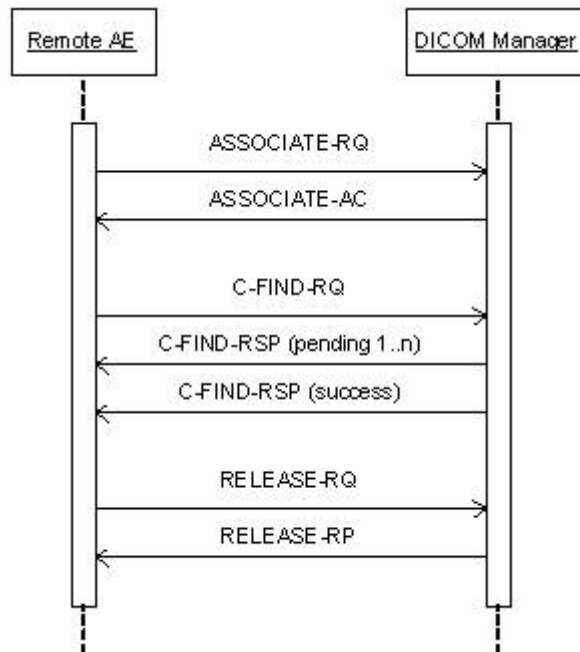 Remote AE
DICOM Manager
ASSOCIATE-RQ
ASSOCIATE-AC
C-FIND-RQ
C-FIND-RSP (pending 1..n)
C-FIND-RSP (success)
RELEASE-RQ
RELEASE-RP